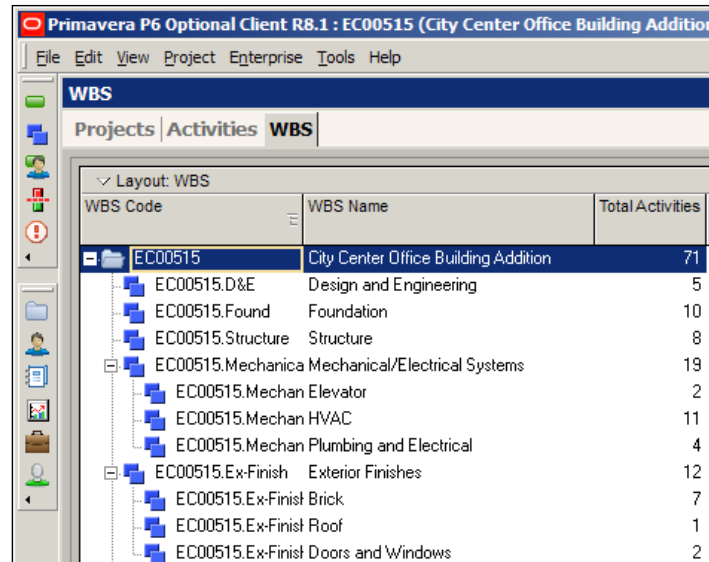 Primavera P6 Optional Client R8.1 : EC00515 (City Center Office Building Addition
File Edit View Project Enterprise Tools Help
WBS
Projects Activities WBS
Layout: WBS
WBS Code WBS Name Total Activities
EC00515 City Center Office Building Addition 71
EC00515.D&E Design and Engineering 5
EC00515.Found Foundation 10
EC00515.Structure Structure 8
EC00515.Mechanica Mechanical/Electrical Systems 19
EC00515.Mechan Elevator 2
EC00515.Mechan HVAC 11
EC00515.Mechan Plumbing and Electrical 4
EC00515.Ex-Finish Exterior Finishes 12
EC00515.Ex-Finish Brick 7
EC00515.Ex-Finish Roof 1
EC00515.Ex-Finish Doors and Windows 2